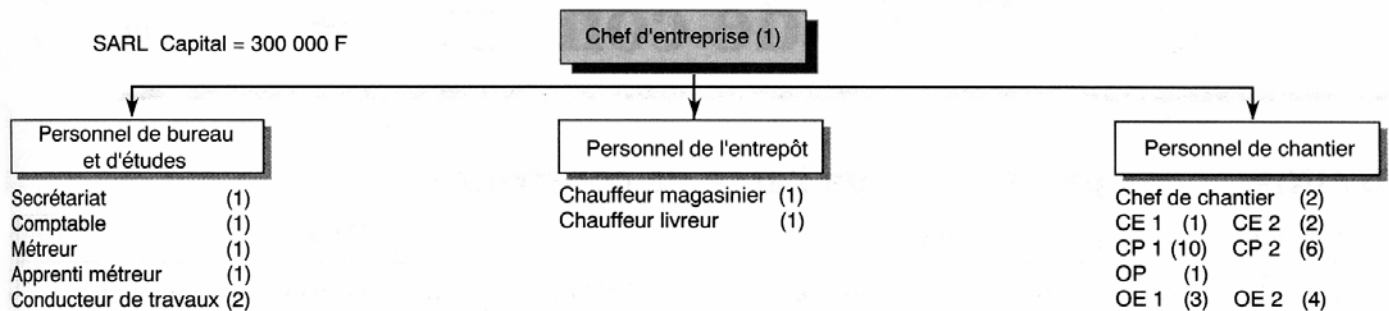 SARL Capital = 300 000 F
Chef d'entreprise (1)
Personnel de bureau
et d'études
Secrétariat (1)
Comptable (1)
Métreur (1)
Apprenti métreur (1)
Conducteur de travaux (2)
Personnel de l'entrepôt
Chauffeur magasinier (1)
Chauffeur livreur (1)
Personnel de chantier
Chef de chantier (2)
CE 1 (1) CE 2 (2)
CP 1 (10) CP 2 (6)
OP (1)
OE 1 (3) OE 2 (4)